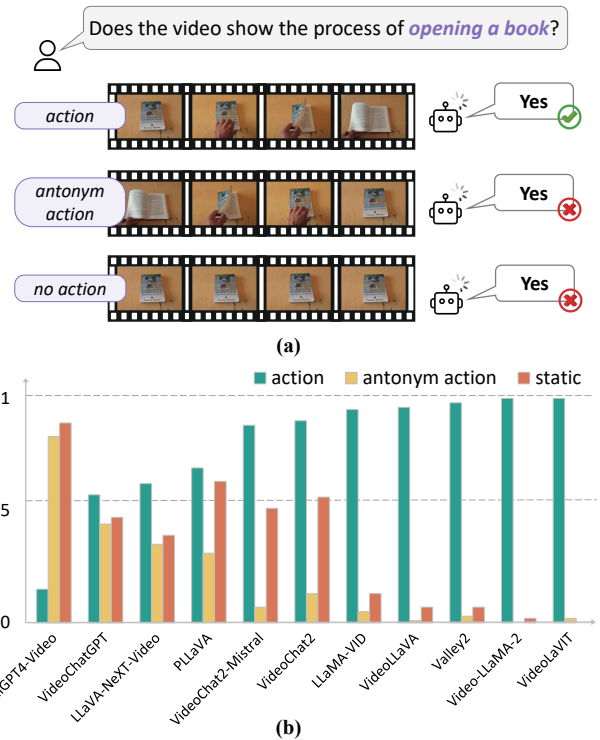 Does the video show the process of opening a book?
action
Yes
antonym
action
Yes
no action
Yes
(a)
action antonym action static
1
5
0
VideoChatGPT
LLaVA-NeXT-Video
PLLaVA
VideoChat2-Mistral
VideoChat2
LLaMA-VID
VideoLLaVA
Valley2
Video-LLaMA-2
VideoLaVIT
(b)